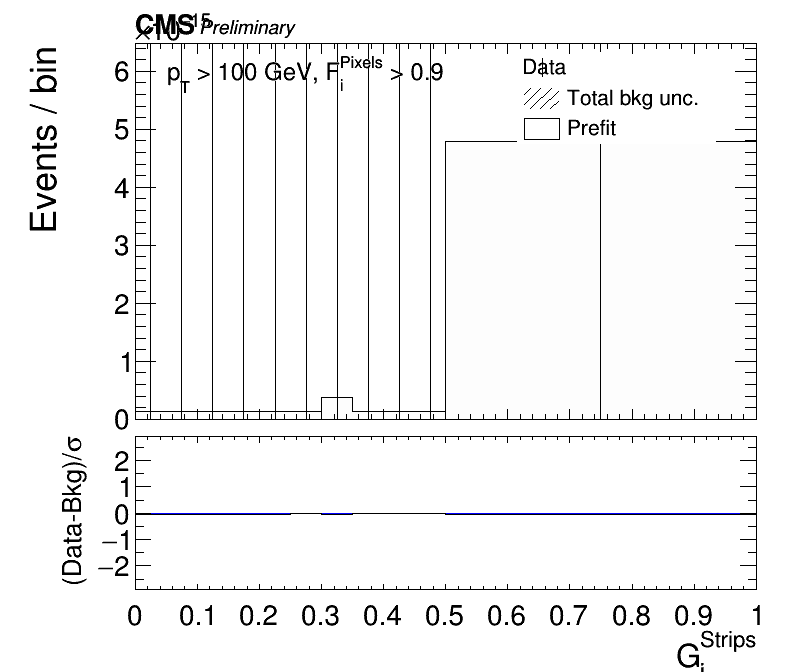 CMS Preliminary
×10^15
p_T > 100 GeV, F_i^Pixels > 0.9
Data
Total bkg unc.
Prefit
Events / bin
6
5
4
3
2
1
0
(Data-Bkg)/σ
2
1
0
−1
−2
0 0.1 0.2 0.3 0.4 0.5 0.6 0.7 0.8 0.9 1
G_i^Strips